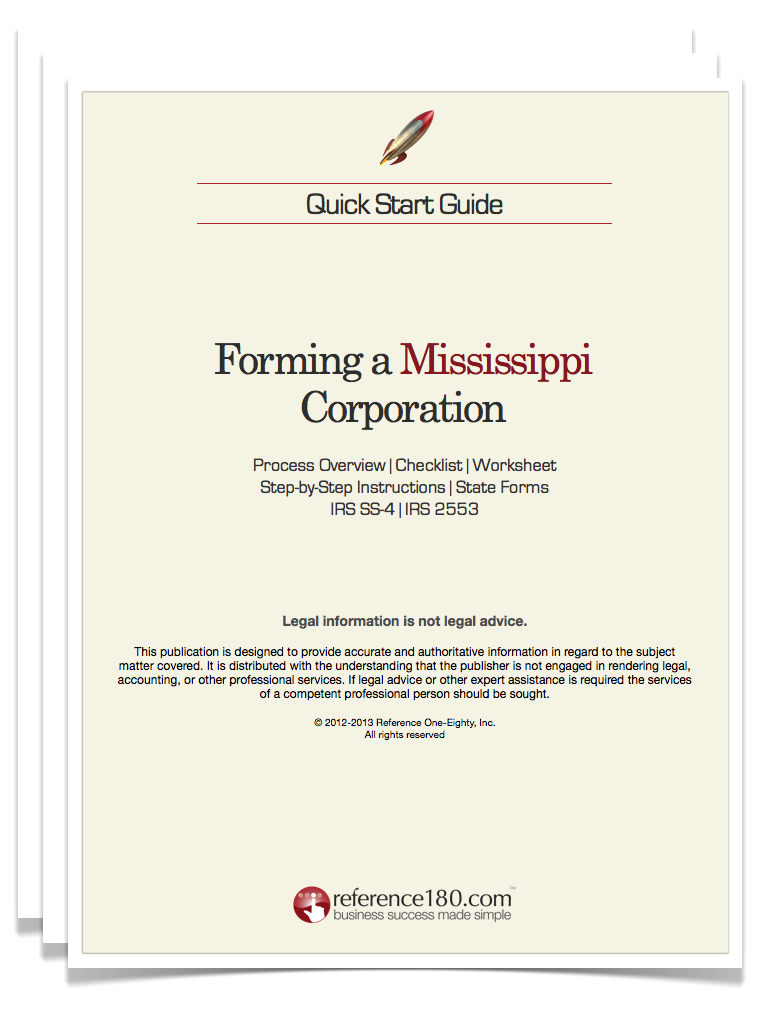 Quick Start Guide
Forming a Mississippi
Corporation
Process Overview | Checklist | Worksheet
Step-by-Step Instructions | State Forms
IRS SS-4 | IRS 2553
Legal information is not legal advice.
This publication is designed to provide accurate and authoritative information in regard to the subject
matter covered. It is distributed with the understanding that the publisher is not engaged in rendering legal,
accounting, or other professional services. If legal advice or other expert assistance is required the services
of a competent professional person should be sought.
© 2012-2013 Reference One-Eighty, Inc.
All rights reserved
reference180.com™
business success made simple